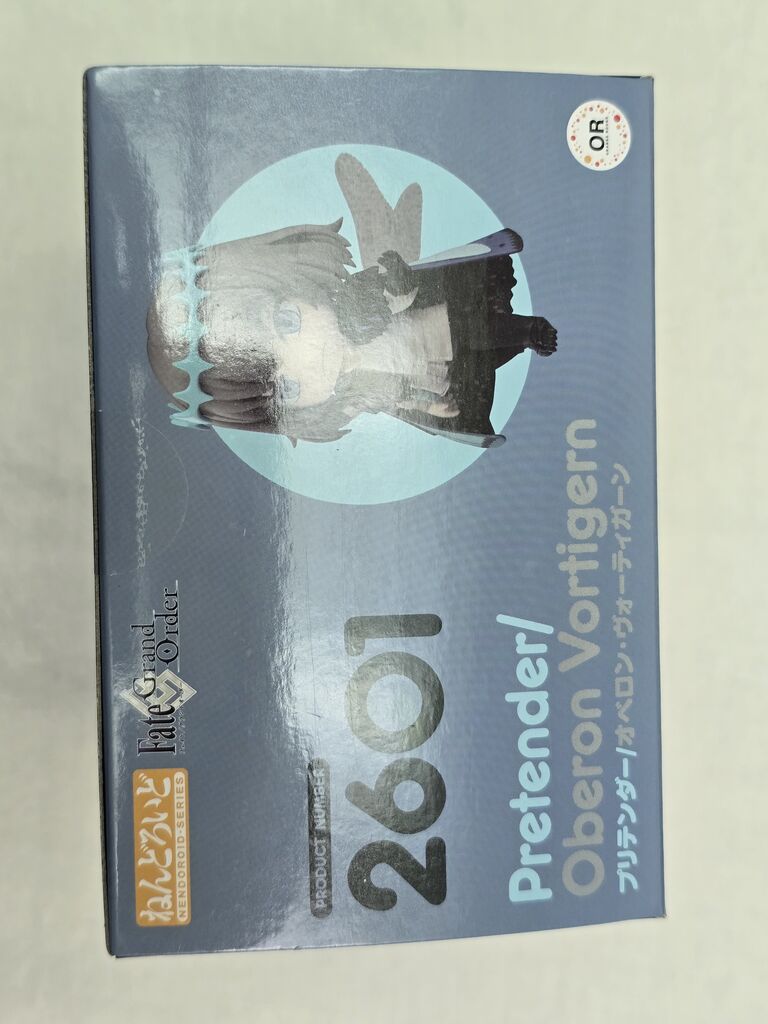 ねんどろいど
NENDOROID-SERIES
Fate
Grand
Order
PRODUCT NUMBER
2601
Pretender/
Oberon Vortigern
プリテンダー/オベロン・ヴォーティガーン
OR